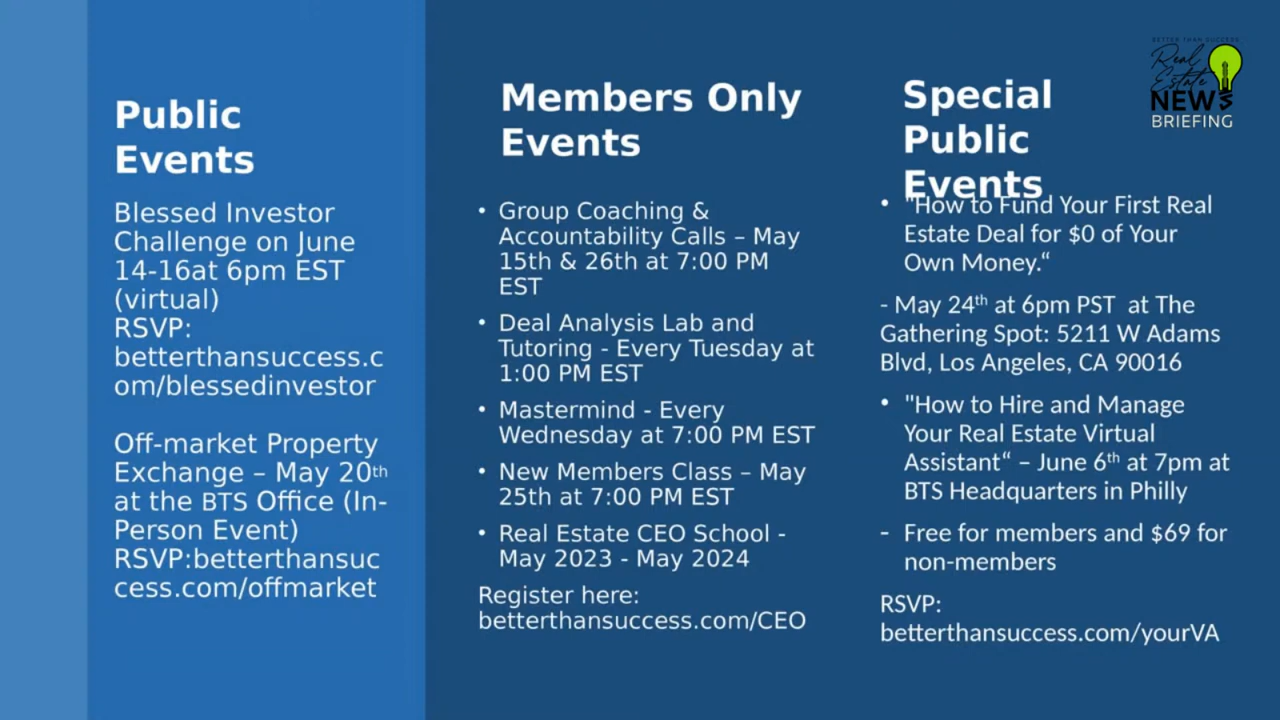 Public
Events
Blessed Investor
Challenge on June
14-16at 6pm EST
(virtual)
RSVP:
betterthansuccess.c
om/blessedinvestor
Off-market Property
Exchange – May 20th
at the BTS Office (In-
Person Event)
RSVP:betterthansuc
cess.com/offmarket
Members Only
Events
• Group Coaching &
Accountability Calls – May
15th & 26th at 7:00 PM
EST
• Deal Analysis Lab and
Tutoring - Every Tuesday at
1:00 PM EST
• Mastermind - Every
Wednesday at 7:00 PM EST
• New Members Class – May
25th at 7:00 PM EST
• Real Estate CEO School -
May 2023 - May 2024
Register here:
betterthansuccess.com/CEO
Special
Public
Events
• "How to Fund Your First Real
Estate Deal for $0 of Your
Own Money.“
- May 24th at 6pm PST at The
Gathering Spot: 5211 W Adams
Blvd, Los Angeles, CA 90016
• "How to Hire and Manage
Your Real Estate Virtual
Assistant“ – June 6th at 7pm at
BTS Headquarters in Philly
- Free for members and $69 for
non-members
RSVP:
betterthansuccess.com/yourVA
BETTER THAN SUCCESS
Real
Estate
NEWS
BRIEFING